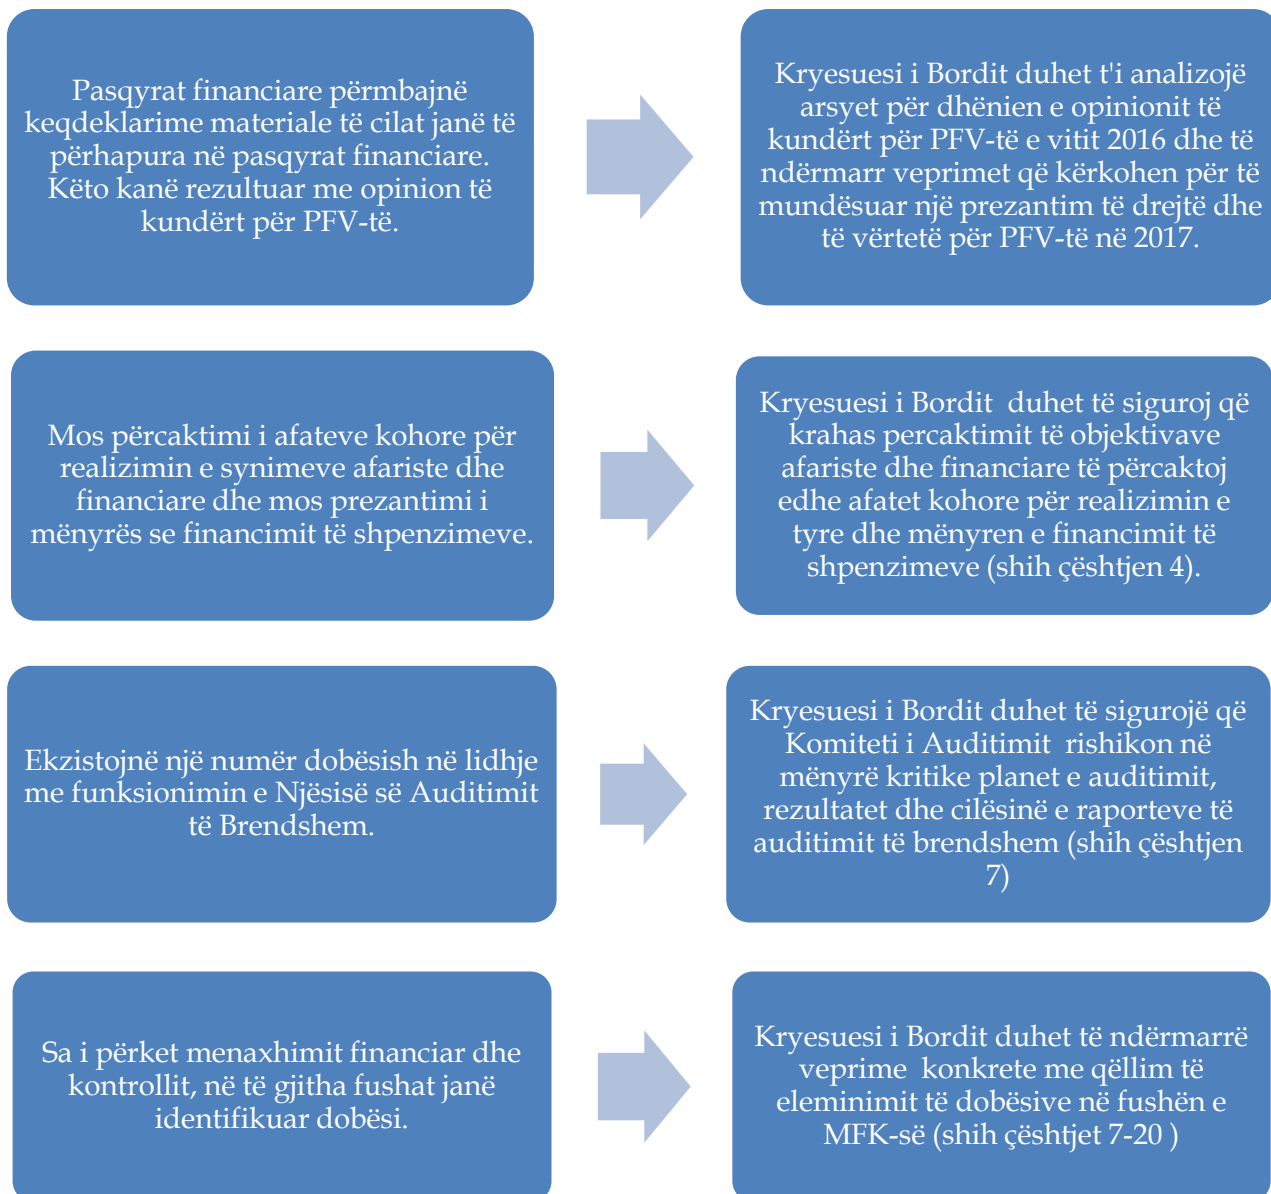 Pasqyrat financiare përmbajnë
keqdeklarime materiale të cilat janë të
përhapura në pasqyrat financiare.
Këto kanë rezultuar me opinion të
kundërt për PFV-të.
Kryesuesi i Bordit duhet t'i analizojë
arsyet për dhënien e opinionit të
kundërt për PFV-të e vitit 2016 dhe të
ndërmarr veprimet që kërkohen për të
mundësuar një prezantim të drejtë dhe
të vërtetë për PFV-të në 2017.
Mos përcaktimi i afateve kohore për
realizimin e synimeve afariste dhe
financiare dhe mos prezantimi i
mënyrës se financimit të shpenzimeve.
Kryesuesi i Bordit duhet të siguroj që
krahas percaktimit të objektivave
afariste dhe financiare të përcaktoj
edhe afatet kohore për realizimin e
tyre dhe mënyren e financimit të
shpenzimeve (shih çështjen 4).
Ekzistojnë një numër dobësish në lidhje
me funksionimin e Njësisë së Auditimit
të Brendshem.
Kryesuesi i Bordit duhet të sigurojë që
Komiteti i Auditimit rishikon në
mënyrë kritike planet e auditimit,
rezultatet dhe cilësinë e raporteve të
auditimit të brendshem (shih çështjen
7)
Sa i përket menaxhimit financiar dhe
kontrollit, në të gjitha fushat janë
identifikuar dobësi.
Kryesuesi i Bordit duhet të ndërmarrë
veprime konkrete me qëllim të
eleminimit të dobësive në fushën e
MFK-së (shih çështjet 7-20 )